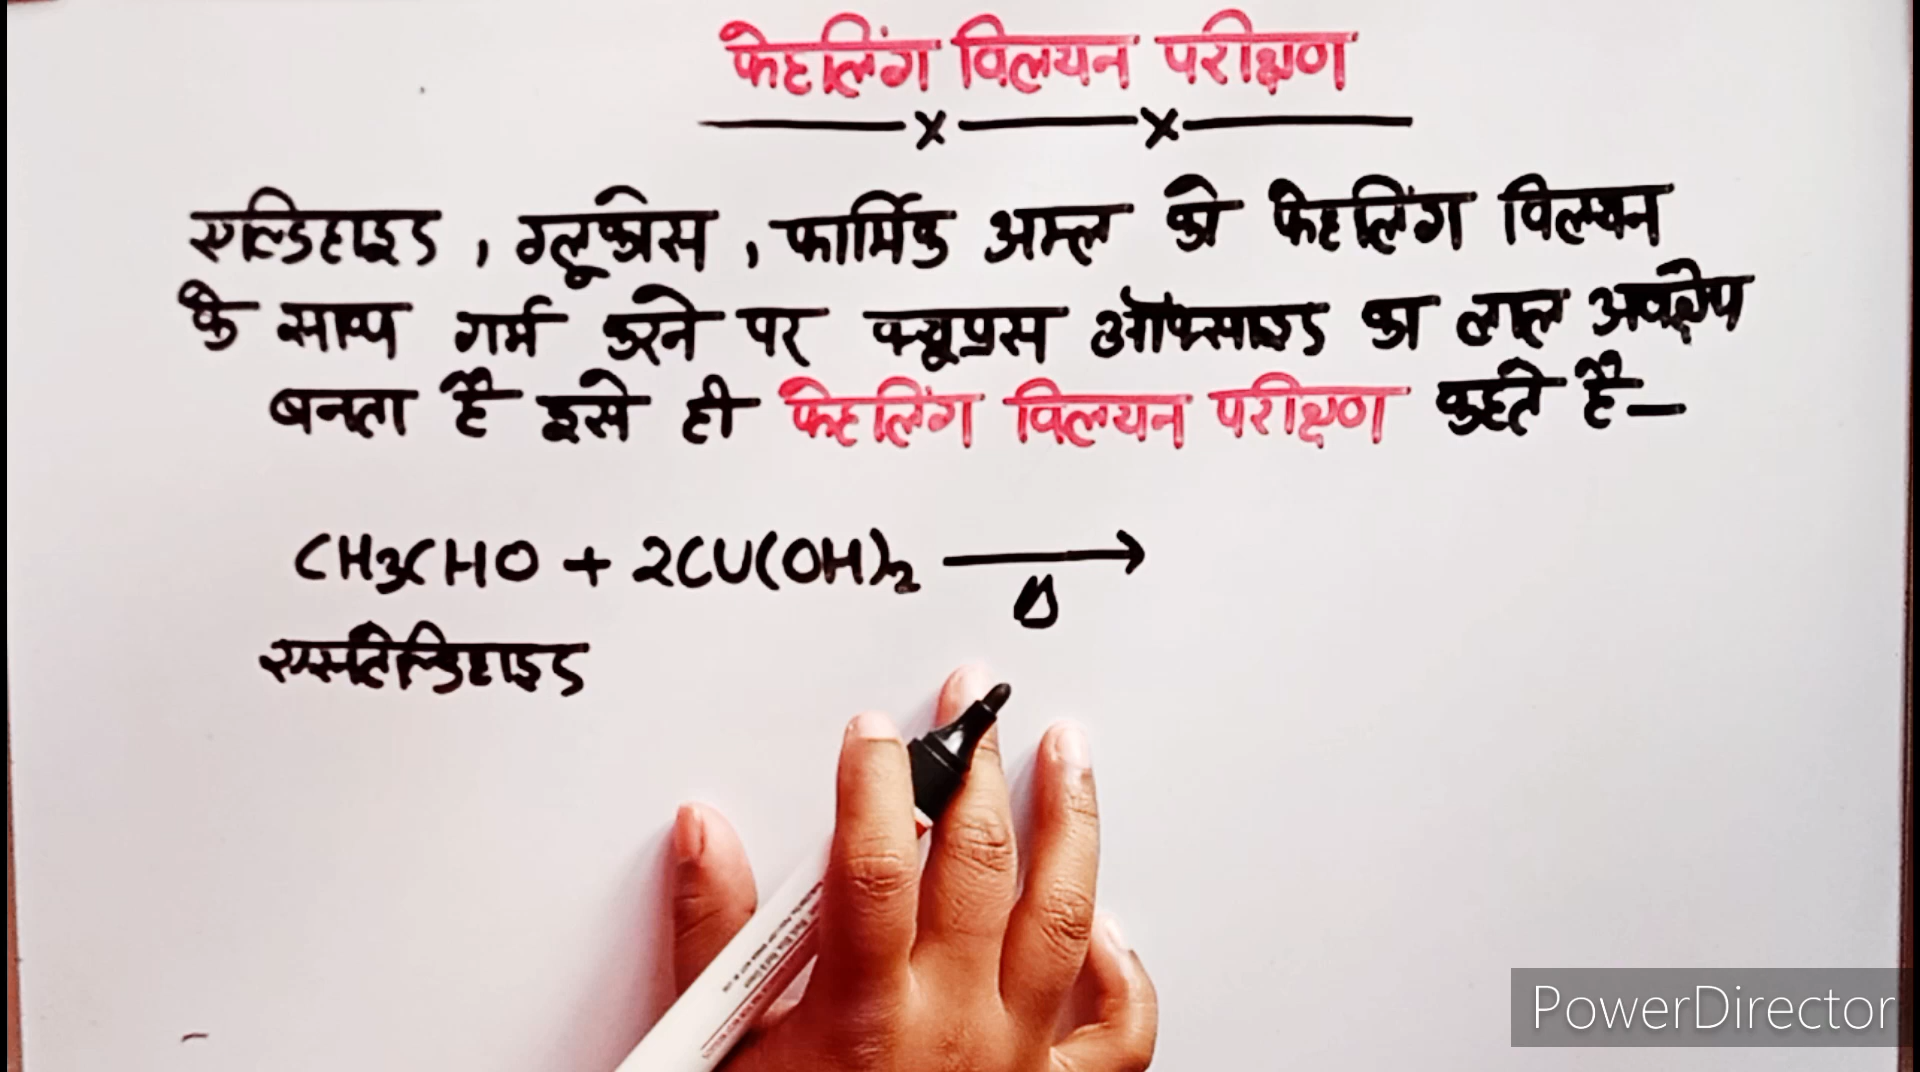 फेहलिंग विलयन परीक्षण
एल्डिहाइड, ग्लूकोस, फार्मिक अम्ल को फेहलिंग विलयन
के साथ गर्म करने पर क्यूप्रस ऑक्साइड का लाल अवक्षेप
बनता है इसे ही फेहलिंग विलयन परीक्षण कहते है–
CH3CHO + 2CU(OH)2 ⟶
Δ
एसिटैल्डिहाइड
PowerDirector